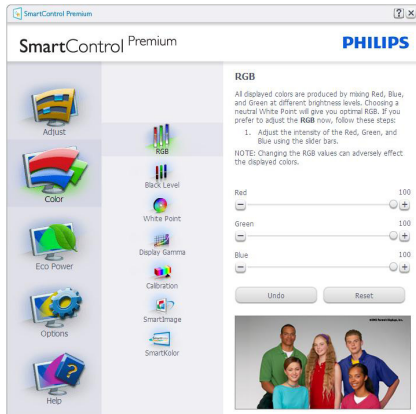 SmartControl Premium
SmartControl Premium
PHILIPS
Adjust
Color
Eco Power
Options
Help
RGB
Black Level
White Point
Display Gamma
Calibration
SmartImage
SmartKolor
RGB
All displayed colors are produced by mixing Red, Blue,
and Green at different brightness levels. Choosing a
neutral White Point will give you optimal RGB. If you
prefer to adjust the RGB now, follow these steps:
1. Adjust the intensity of the Red, Green, and
Blue using the slider bars.
NOTE: Changing the RGB values can adversely effect
the displayed colors.
Red 100
Green 100
Blue 100
Undo Reset